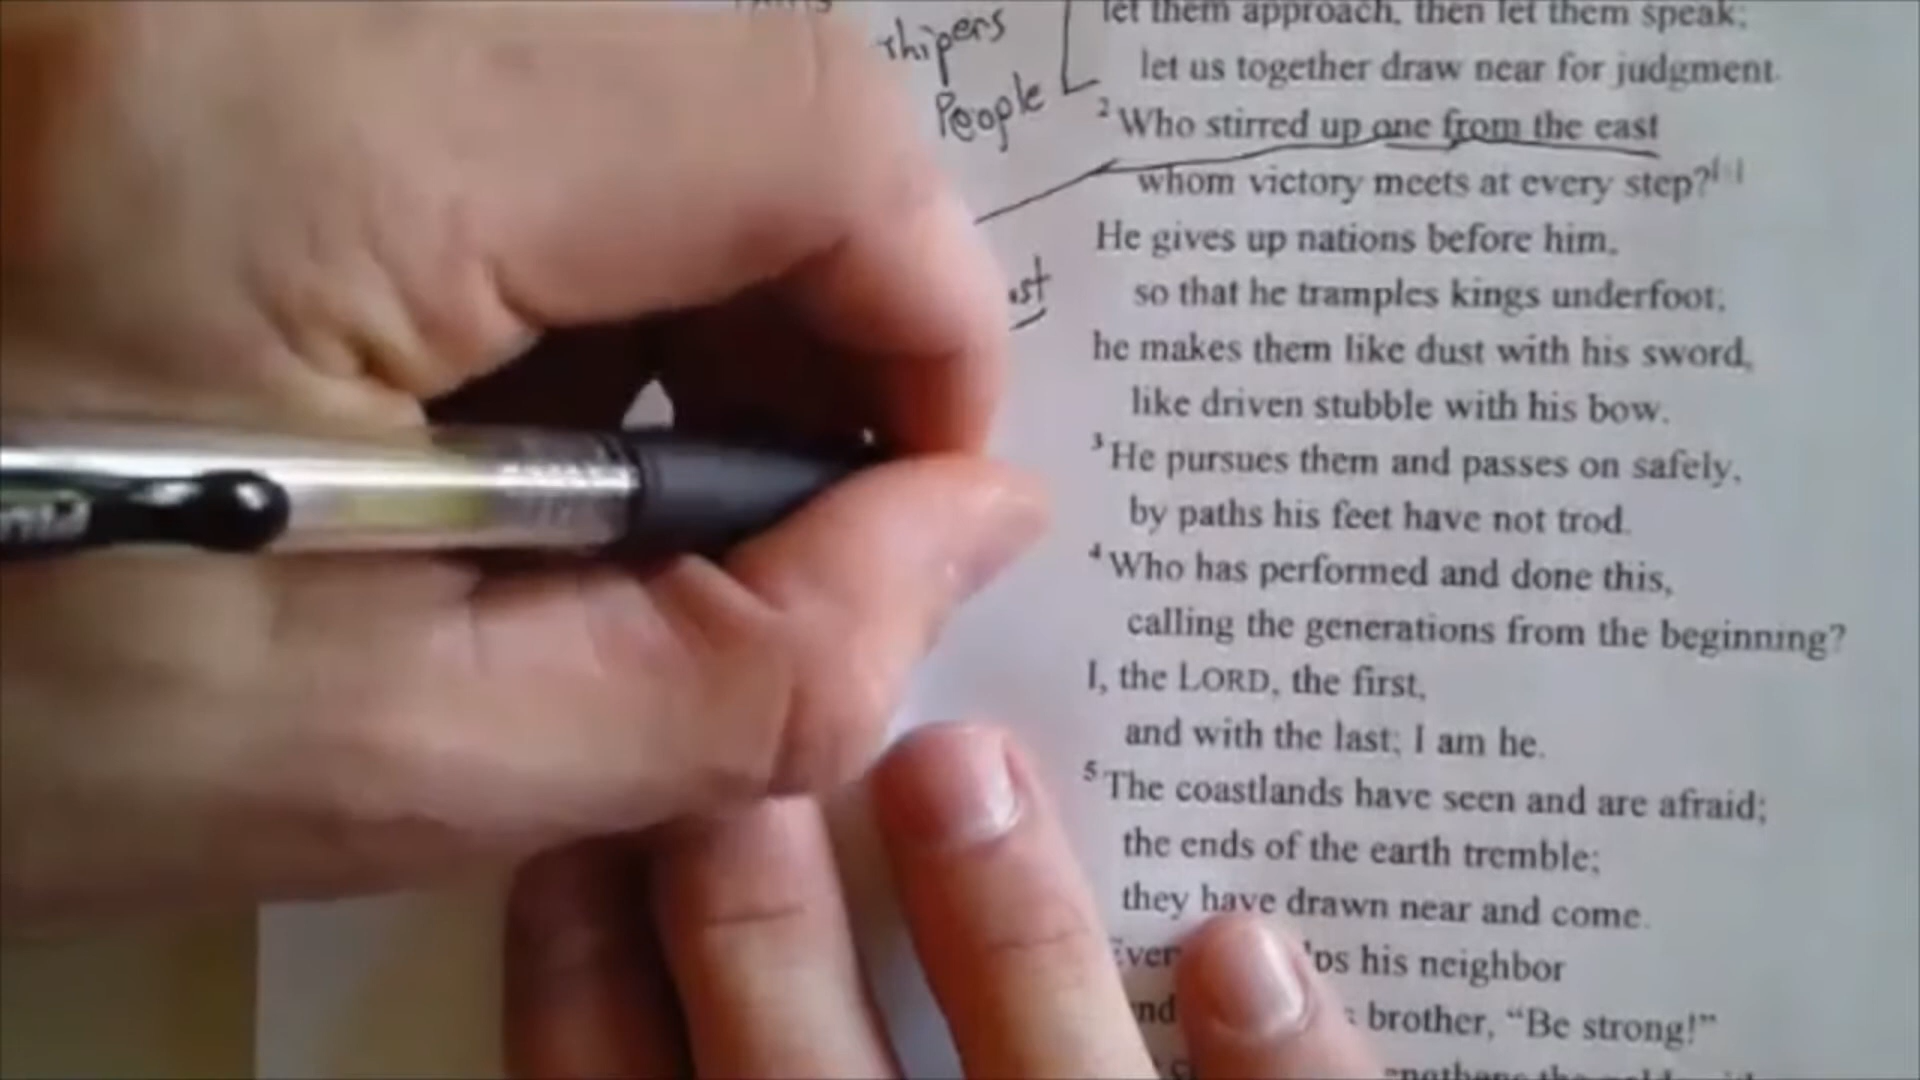 People
let them approach, then let them speak;
let us together draw near for judgment.
2 Who stirred up one from the east
whom victory meets at every step?
He gives up nations before him,
so that he tramples kings underfoot;
he makes them like dust with his sword,
like driven stubble with his bow.
3 He pursues them and passes on safely,
by paths his feet have not trod.
4 Who has performed and done this,
calling the generations from the beginning?
I, the LORD, the first,
and with the last; I am he.
5 The coastlands have seen and are afraid;
the ends of the earth tremble;
they have drawn near and come.
his neighbor
brother, “Be strong!”